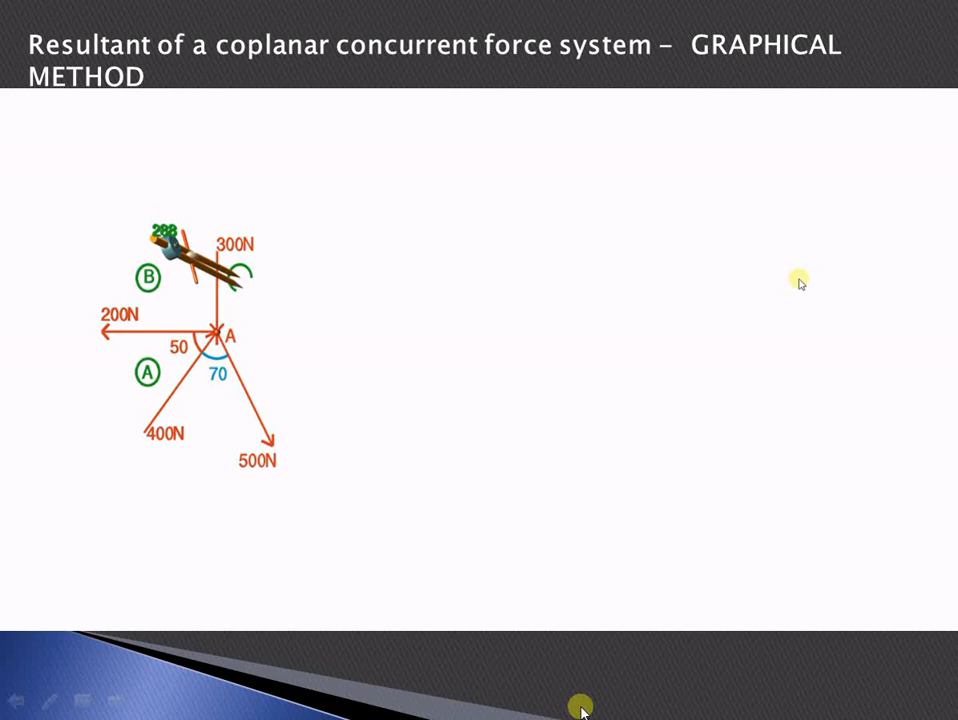 Resultant of a coplanar concurrent force system – GRAPHICAL
METHOD
300N
B
200N
A
50
A
70
400N
500N